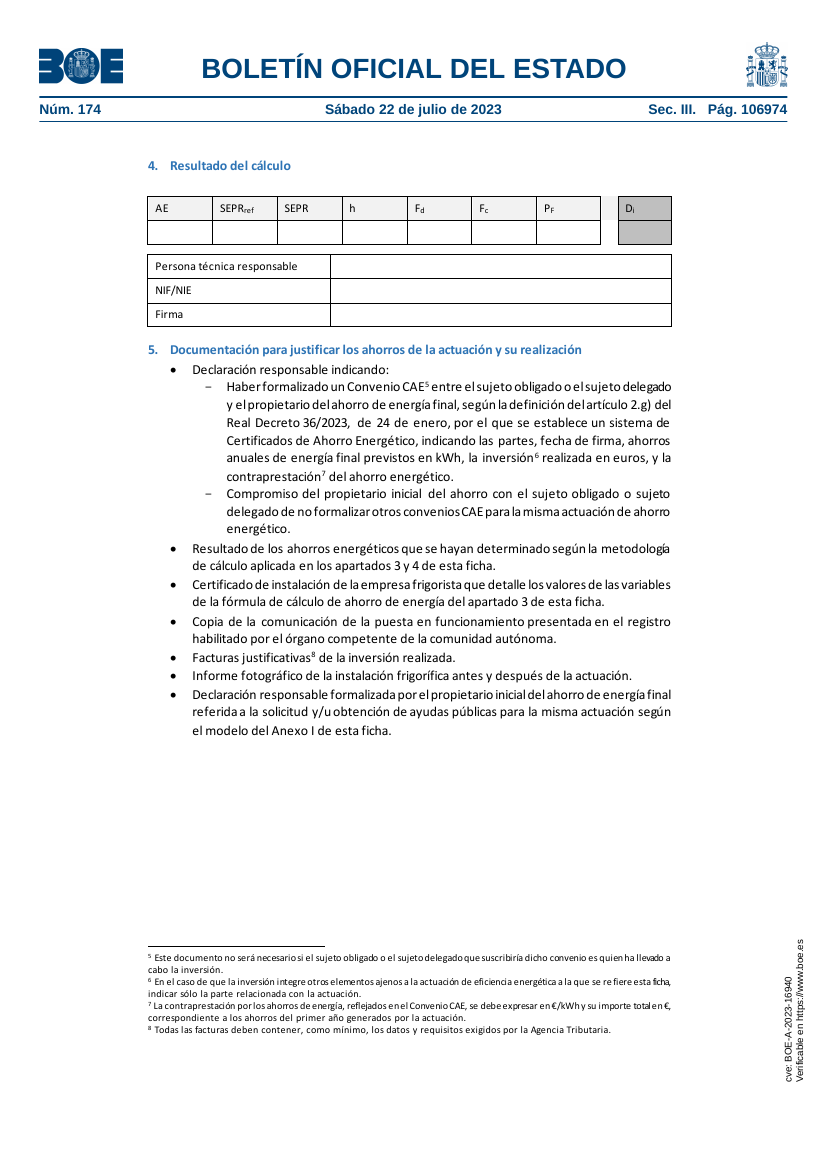 BOE
BOLETÍN OFICIAL DEL ESTADO
Núm. 174 Sábado 22 de julio de 2023 Sec. III. Pág. 106974
4. Resultado del cálculo
AE SEPRref SEPR h Fd Fc PF Di
Persona técnica responsable
NIF/NIE
Firma
5. Documentación para justificar los ahorros de la actuación y su realización
• Declaración responsable indicando:
− Haber formalizado un Convenio CAE⁵ entre el sujeto obligado o el sujeto delegado
y el propietario del ahorro de energía final, según la definición del artículo 2.g) del
Real Decreto 36/2023, de 24 de enero, por el que se establece un sistema de
Certificados de Ahorro Energético, indicando las partes, fecha de firma, ahorros
anuales de energía final previstos en kWh, la inversión⁶ realizada en euros, y la
contraprestación⁷ del ahorro energético.
− Compromiso del propietario inicial del ahorro con el sujeto obligado o sujeto
delegado de no formalizar otros convenios CAE para la misma actuación de ahorro
energético.
• Resultado de los ahorros energéticos que se hayan determinado según la metodología
de cálculo aplicada en los apartados 3 y 4 de esta ficha.
• Certificado de instalación de la empresa frigorista que detalle los valores de las variables
de la fórmula de cálculo de ahorro de energía del apartado 3 de esta ficha.
• Copia de la comunicación de la puesta en funcionamiento presentada en el registro
habilitado por el órgano competente de la comunidad autónoma.
• Facturas justificativas⁸ de la inversión realizada.
• Informe fotográfico de la instalación frigorífica antes y después de la actuación.
• Declaración responsable formalizada por el propietario inicial del ahorro de energía final
referida a la solicitud y/u obtención de ayudas públicas para la misma actuación según
el modelo del Anexo I de esta ficha.
⁵ Este documento no será necesario si el sujeto obligado o el sujeto delegado que suscribiría dicho convenio es quien ha llevado a
cabo la inversión.
⁶ En el caso de que la inversión integre otros elementos ajenos a la actuación de eficiencia energética a la que se refiere esta ficha,
indicar sólo la parte relacionada con la actuación.
⁷ La contraprestación por los ahorros de energía, reflejados en el Convenio CAE, se debe expresar en €/kWh y su importe total en €,
correspondiente a los ahorros del primer año generados por la actuación.
⁸ Todas las facturas deben contener, como mínimo, los datos y requisitos exigidos por la Agencia Tributaria.
cve: BOE-A-2023-16940
Verificable en https://www.boe.es